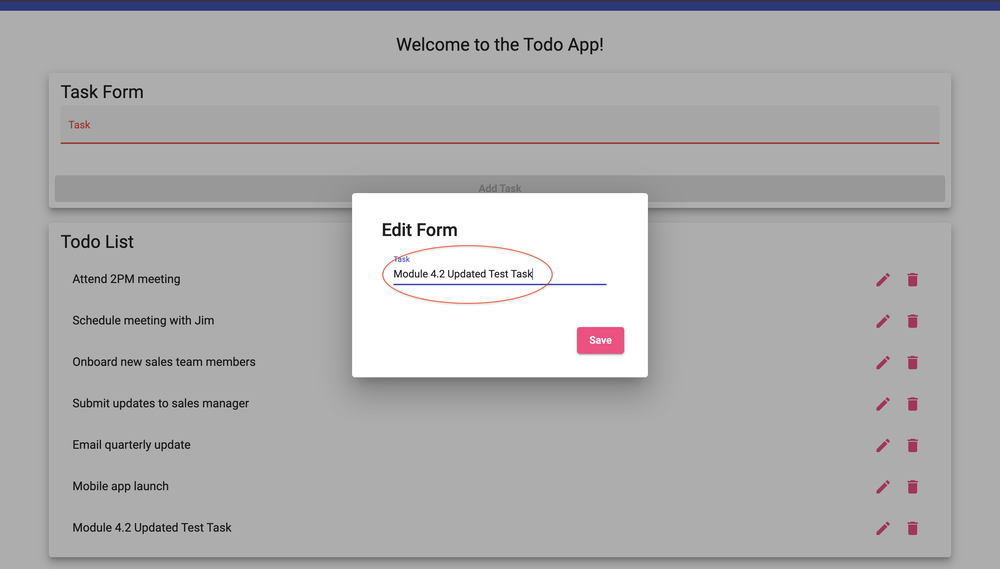 Welcome to the Todo App!
Task Form
Task
Add Task
Edit Form
Task
Module 4.2 Updated Test Task
Save
Todo List
Attend 2PM meeting
Schedule meeting with Jim
Onboard new sales team members
Submit updates to sales manager
Email quarterly update
Mobile app launch
Module 4.2 Updated Test Task